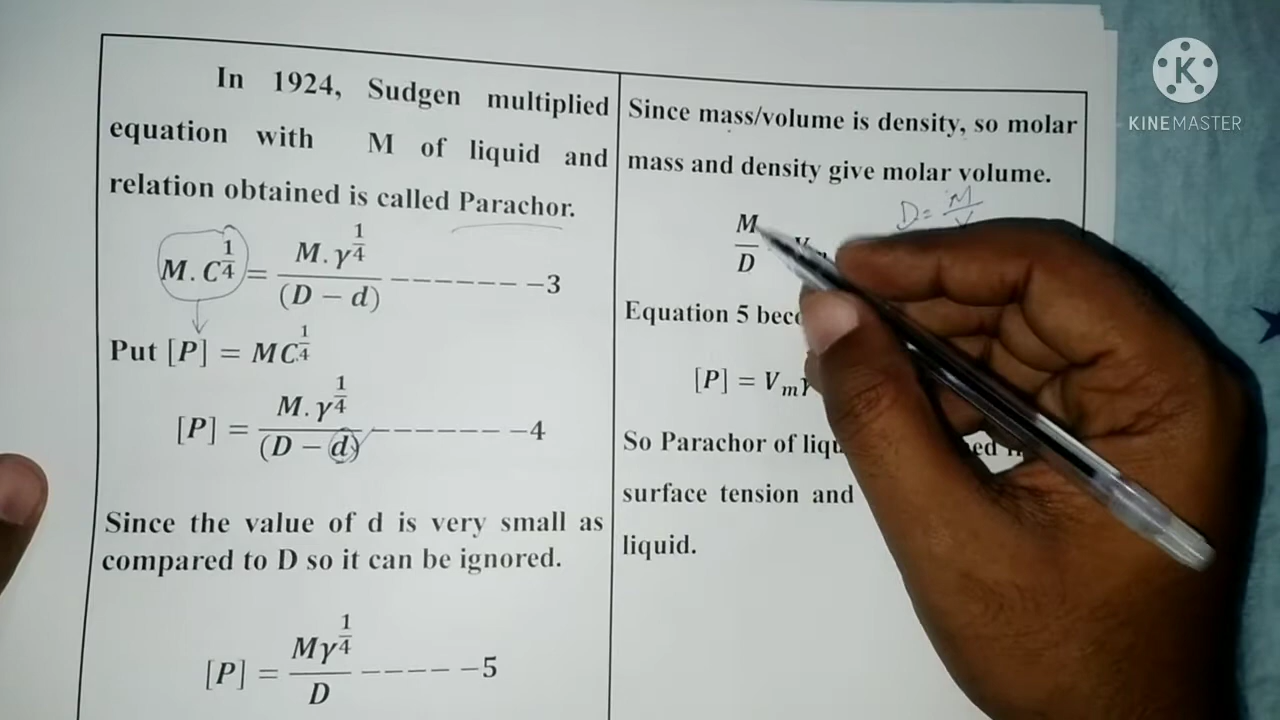 In 1924, Sudgen multiplied
equation with M of liquid and
relation obtained is called Parachor.
M. C^{1/4} = M. γ^{1/4} / (D − d) − − − − − − −3
Put [P] = MC^{1/4}
[P] = M. γ^{1/4} / (D − d) − − − − − − −4
Since the value of d is very small as
compared to D so it can be ignored.
[P] = Mγ^{1/4} / D − − − − − −5
Since mass/volume is density, so molar
mass and density give molar volume.
D = M / V
M / D
Equation 5
[P] = V_m γ
So Parachor of
surface tension and
liquid.
KINEMASTER